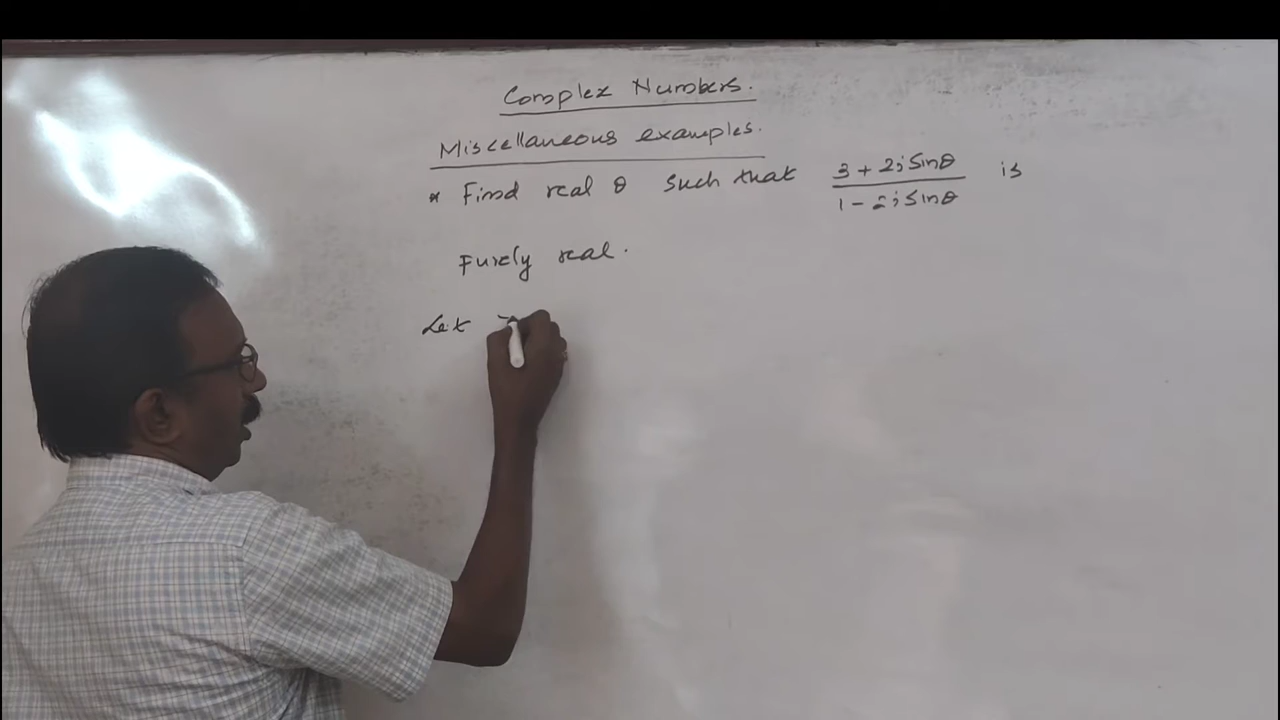 Complex Numbers.
Miscellaneous examples.
* Find real θ such that (3 + 2i Sinθ)/(1 - 2i Sinθ) is
Purely real.
Let